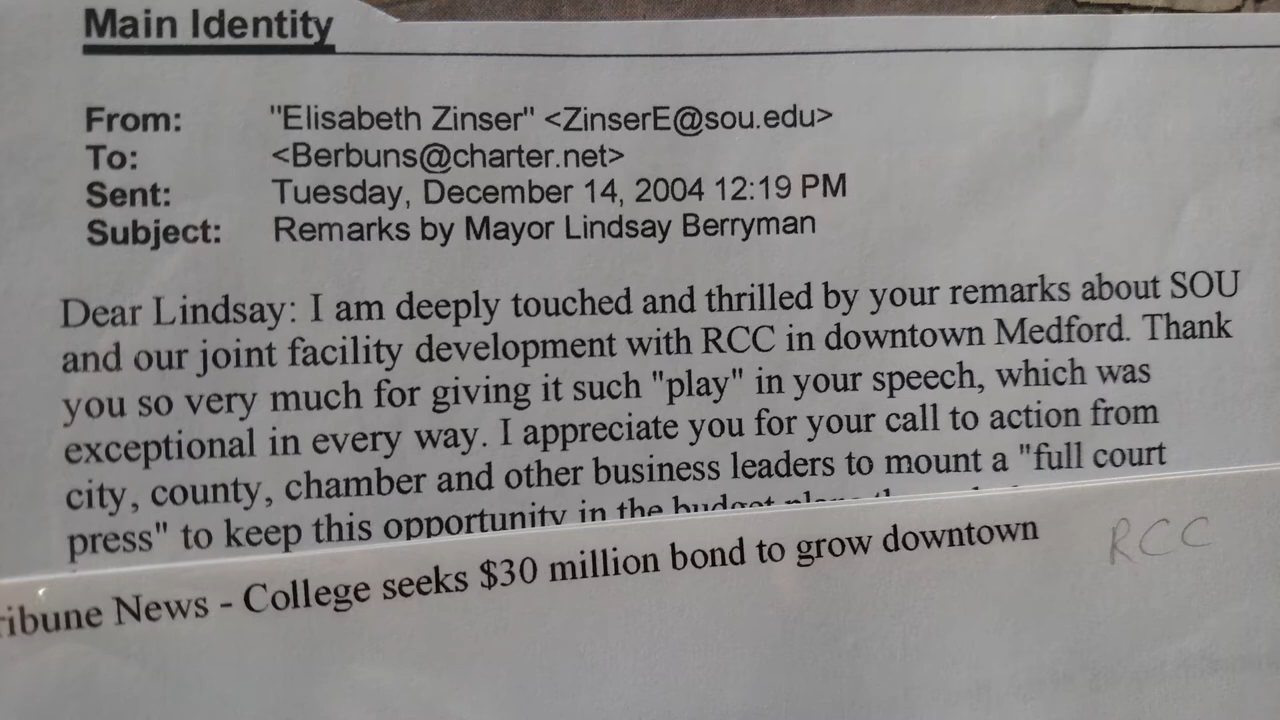 Main Identity
From: "Elisabeth Zinser" <ZinserE@sou.edu>
To: <Berbuns@charter.net>
Sent: Tuesday, December 14, 2004 12:19 PM
Subject: Remarks by Mayor Lindsay Berryman
Dear Lindsay: I am deeply touched and thrilled by your remarks about SOU
and our joint facility development with RCC in downtown Medford. Thank
you so very much for giving it such "play" in your speech, which was
exceptional in every way. I appreciate you for your call to action from
city, county, chamber and other business leaders to mount a "full court
press" to keep this opportunity in the budget
ribune News - College seeks $30 million bond to grow downtown
RCC